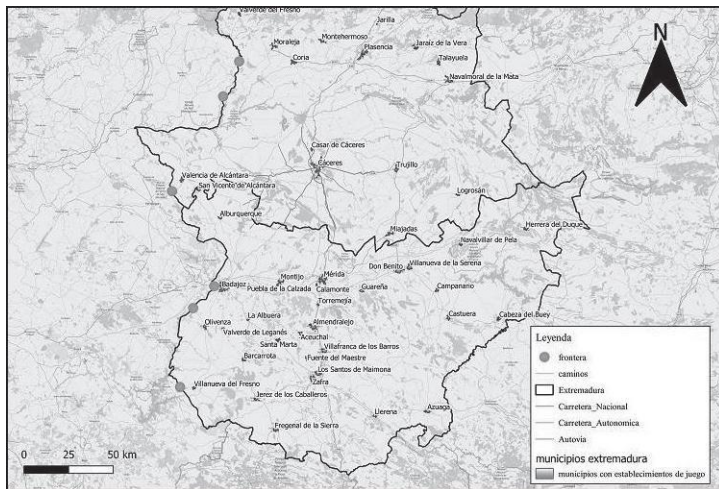 Valverde del Fresno
Jarilla
N
Moraleja
Montehermoso
Plasencia
Jaraíz de la Vera
Coria
Talayuela
Navalmoral de la Mata
Casar de Cáceres
Cáceres
Trujillo
Valencia de Alcántara
San Vicente de Alcántara
Logrosán
Alburquerque
Miajadas
Herrera del Duque
Navalvillar de Pela
Don Benito
Villanueva de la Serena
Badajoz
Montijo
Mérida
Puebla de la Calzada
Calamonte
Guareña
Campanario
Torremejía
La Albuera
Castuera
Cabeza del Buey
Olivenza
Valverde de Leganés
Almendralejo
Aceuchal
Santa Marta
Villafranca de los Barros
Barcarrota
Fuente del Maestre
Los Santos de Maimona
Zafra
Villanueva del Fresno
Jerez de los Caballeros
Llerena
Azuaga
Fregenal de la Sierra
0 25 50 km
Leyenda
frontera
caminos
Extremadura
Carretera_Nacional
Carretera_Autonomica
Autovia
municipios extremadura
municipios con establecimientos de juego